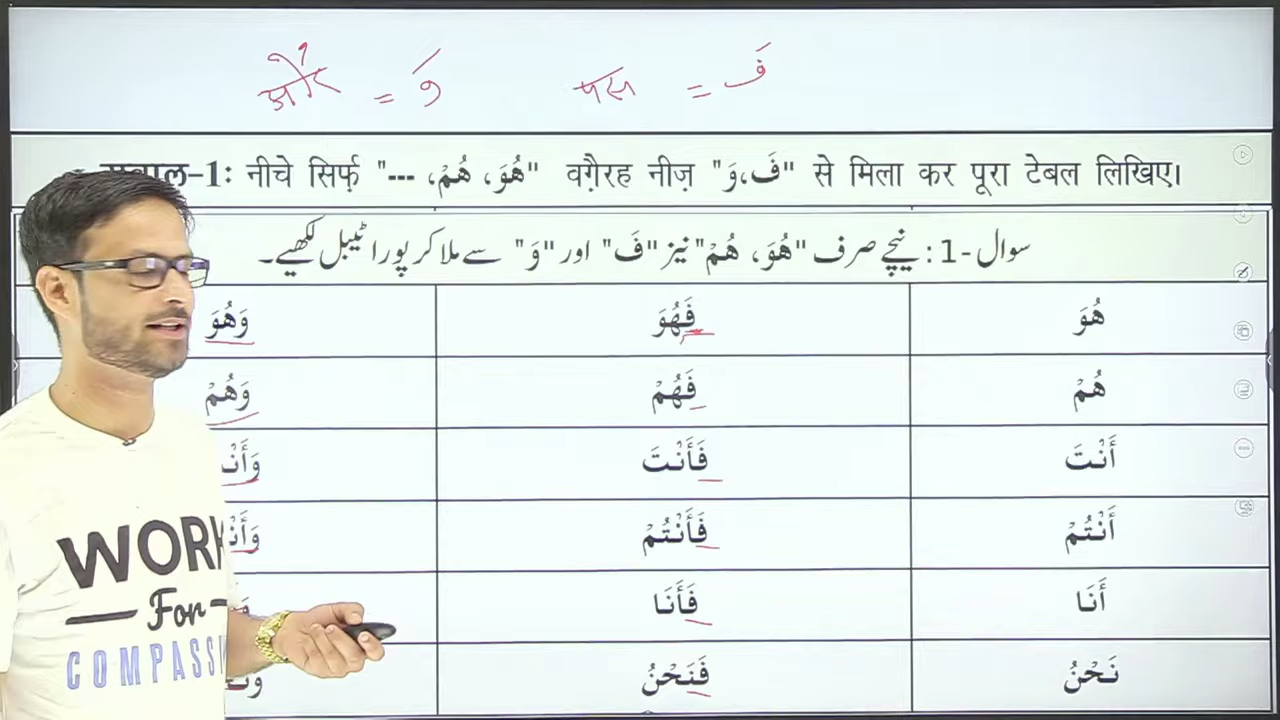 और = وَ   पस = فَ
सवाल-1: नीचे सिर्फ़ "هُوَ، هُمْ، ---" वग़ैरह नीज़ "فَ،وَ" से मिला कर पूरा टेबल लिखिए।
سوال-1: نیچے صرف "هُوَ، هُمْ" نیز "فَ" اور "وَ" سے ملا کر پورا ٹیبل لکھیے۔
هُوَ فَهُوَ وَهُوَ
هُمْ فَهُمْ وَهُمْ
أَنْتَ فَأَنْتَ
أَنْتُمْ فَأَنْتُمْ
أَنَا فَأَنَا
نَحْنُ فَنَحْنُ
WORK
For